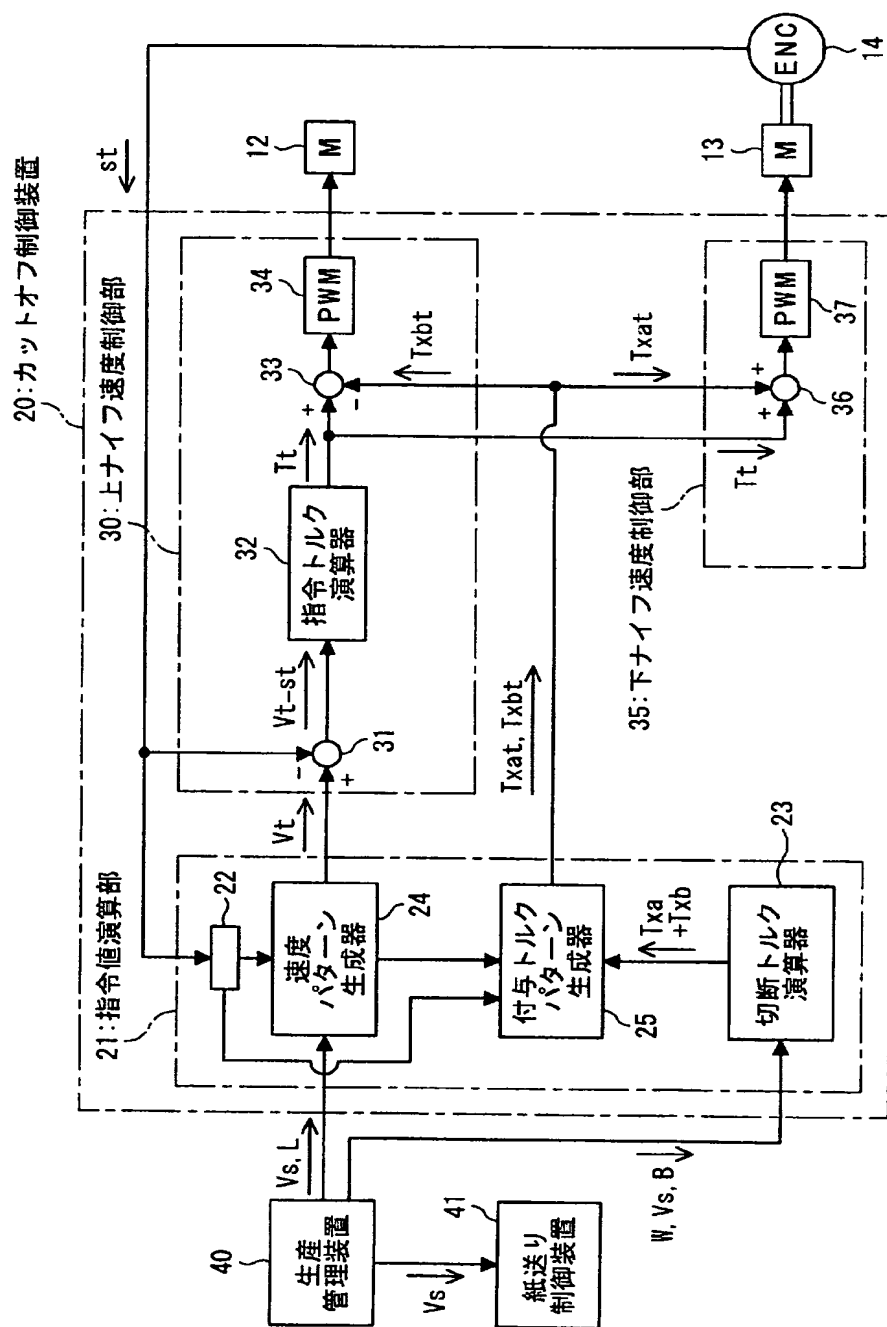 20:カットオフ制御装置
st
21:指令値演算部
22
速度
パターン
生成器
24
Vt
付与トルク
パターン
生成器
25
Txa
+Txb
切断トルク
演算器
23
30:上ナイフ速度制御部
-
+
31
Vt-st
指令トルク
演算器
32
Tt
+
-
33
PWM
34
Txbt
M
12
Txat, Txbt
Txat
35:下ナイフ速度制御部
Tt
+
+
36
PWM
37
M
13
ENC
14
生産
管理装置
40
Vs, L
Vs
紙送り
制御装置
41
W, Vs, B